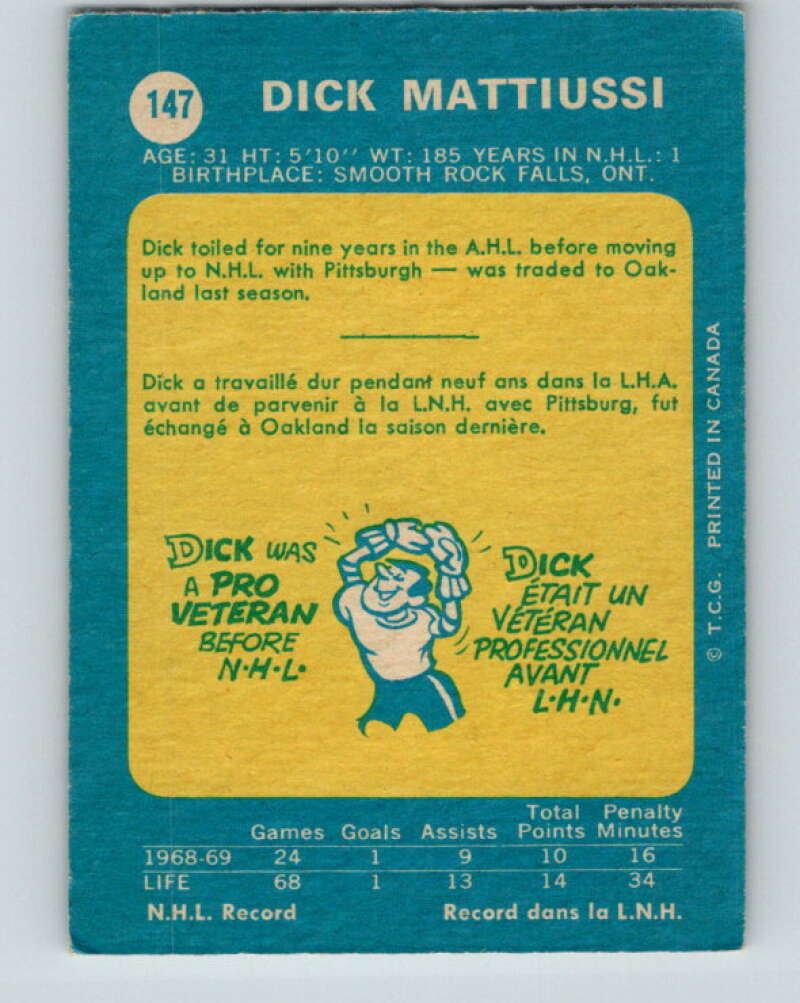 147
DICK MATTIUSSI
AGE: 31 HT: 5'10'' WT: 185 YEARS IN N.H.L.: 1
BIRTHPLACE: SMOOTH ROCK FALLS, ONT.
Dick toiled for nine years in the A.H.L. before moving
up to N.H.L. with Pittsburgh — was traded to Oak-
land last season.
Dick a travaillé dur pendant neuf ans dans la L.H.A.
avant de parvenir à la L.N.H. avec Pittsburg, fut
échangé à Oakland la saison dernière.
DICK WAS
A PRO
VETERAN
BEFORE
N·H·L·
DICK
ÉTAIT UN
VÉTÉRAN
PROFESSIONNEL
AVANT
L·H·N·
© T.C.G. PRINTED IN CANADA
Total Penalty
Games Goals Assists Points Minutes
1968-69 24 1 9 10 16
LIFE 68 1 13 14 34
N.H.L. Record Record dans la L.N.H.